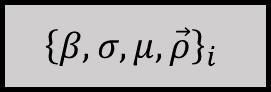 {β, σ, μ, ρ⃗}ᵢ